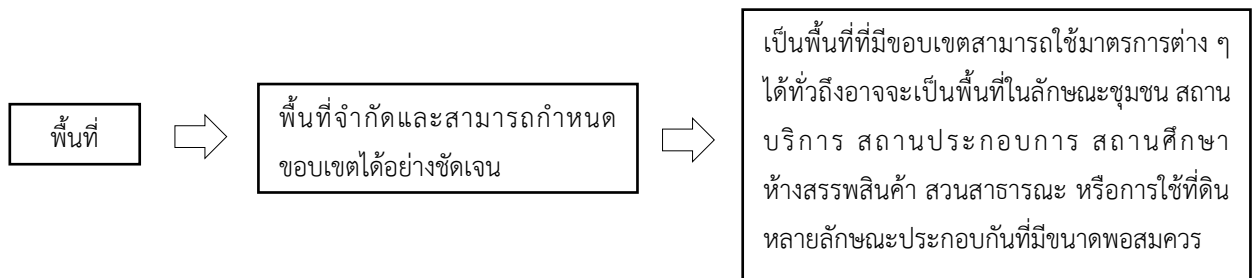 พื้นที่
พื้นที่จำกัดและสามารถกำหนด
ขอบเขตได้อย่างชัดเจน
เป็นพื้นที่ที่มีขอบเขตสามารถใช้มาตรการต่าง ๆ
ได้ทั่วถึงอาจจะเป็นพื้นที่ในลักษณะชุมชน สถาน
บริการ สถานประกอบการ สถานศึกษา
ห้างสรรพสินค้า สวนสาธารณะ หรือการใช้ที่ดิน
หลายลักษณะประกอบกันที่มีขนาดพอสมควร